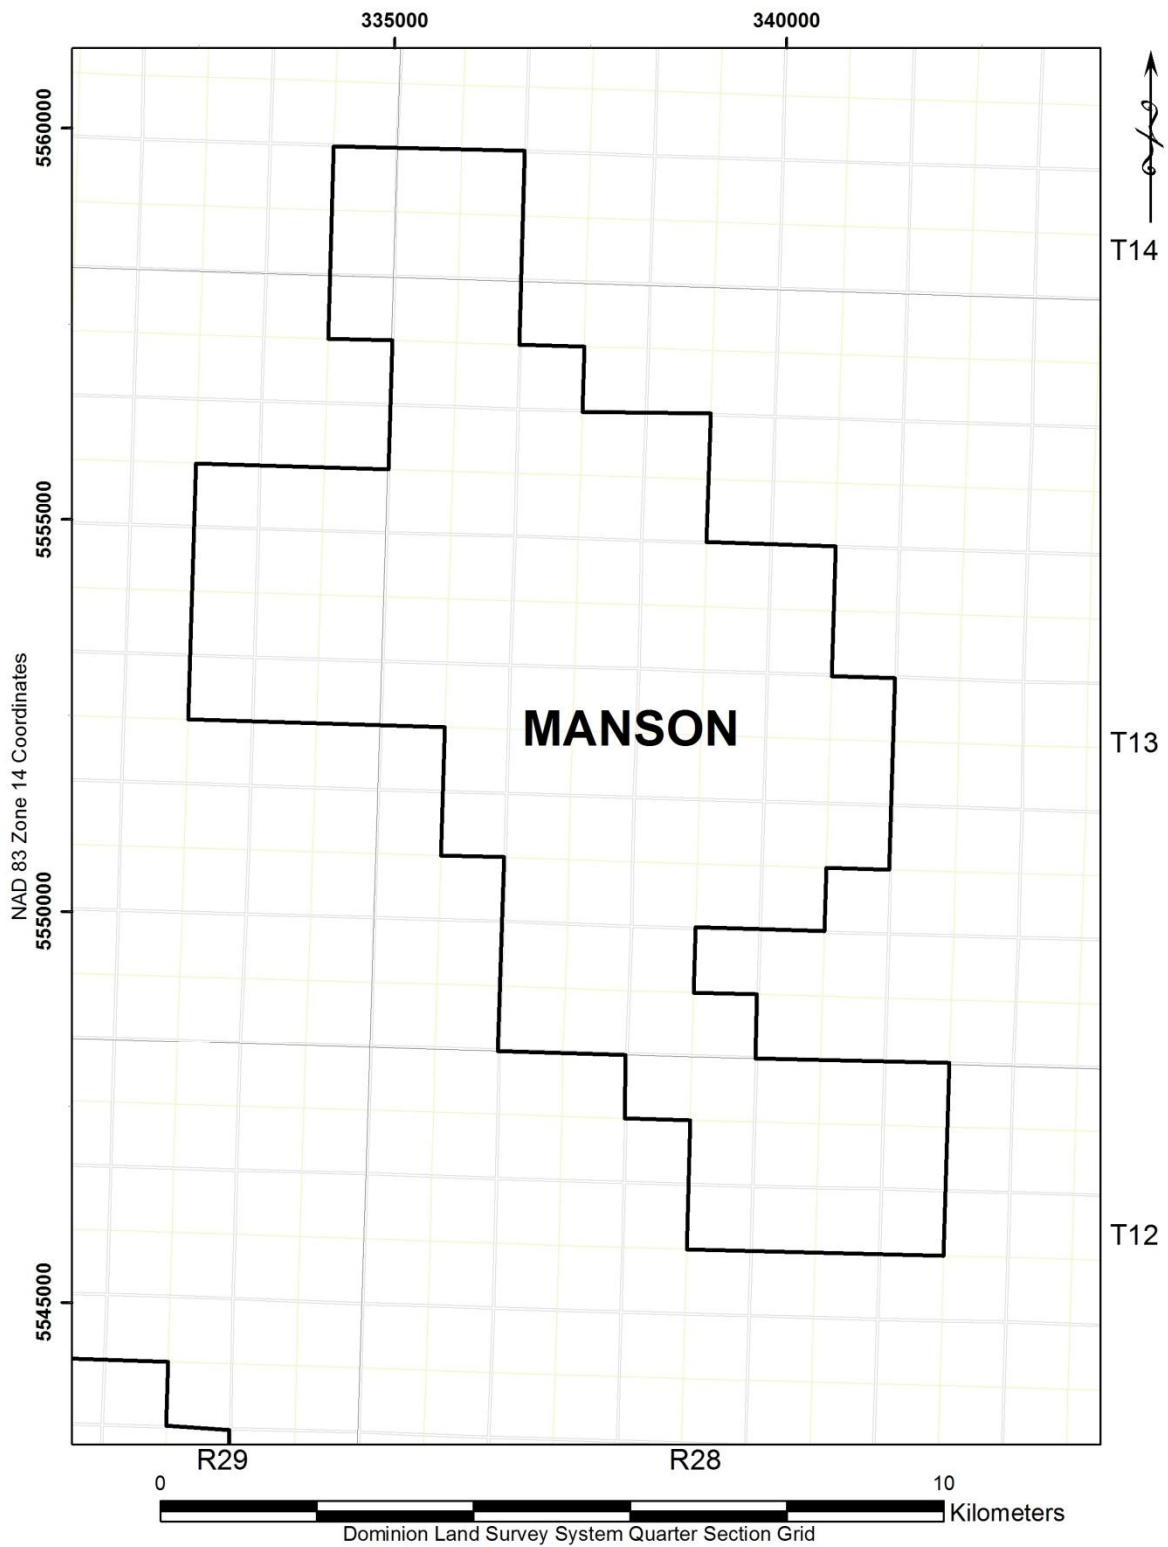 335000
340000
5560000
T14
5555000
NAD 83 Zone 14 Coordinates
MANSON
T13
5550000
T12
5545000
R29
R28
0
10
Kilometers
Dominion Land Survey System Quarter Section Grid